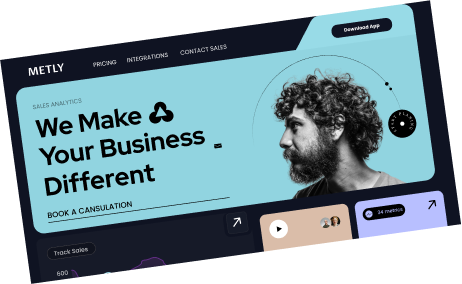 METLY
PRICING
INTEGRATIONS
CONTACT SALES
Download App
SALES ANALYTICS
We Make
Your Business
Different
BOOK A CANSULATION
Track Sales
600
34 metrics